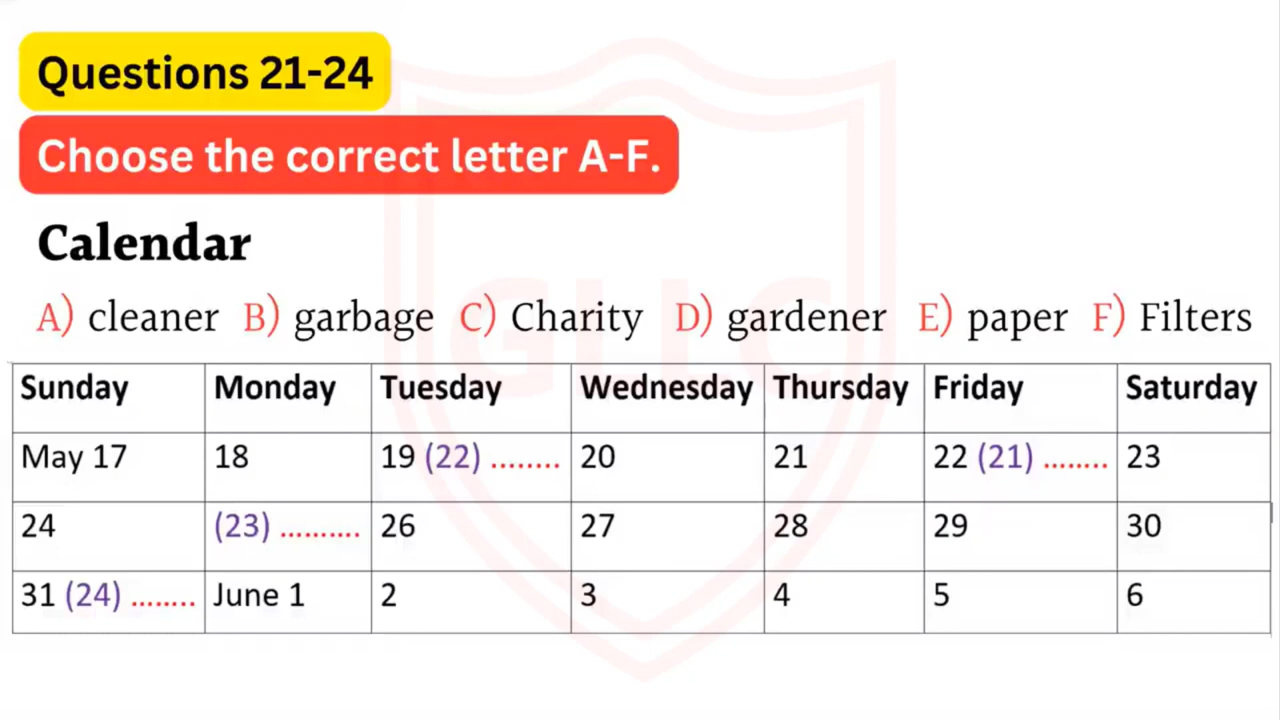 Questions 21-24
Choose the correct letter A-F.
Calendar
A) cleaner B) garbage C) Charity D) gardener E) paper F) Filters
Sunday Monday Tuesday Wednesday Thursday Friday Saturday
May 17 18 19 (22) ........ 20 21 22 (21) ........ 23
24 (23) .......... 26 27 28 29 30
31 (24) ........ June 1 2 3 4 5 6
GLLC